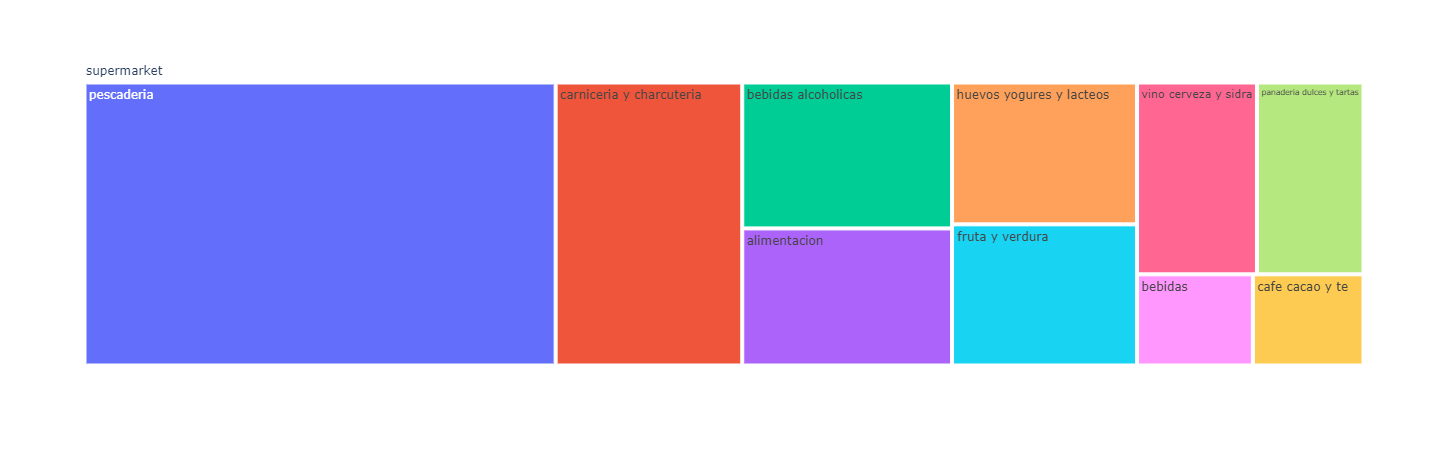 supermarket
pescaderia
carniceria y charcuteria
bebidas alcoholicas
huevos yogures y lacteos
vino cerveza y sidra
panaderia dulces y tartas
alimentacion
fruta y verdura
bebidas
cafe cacao y te